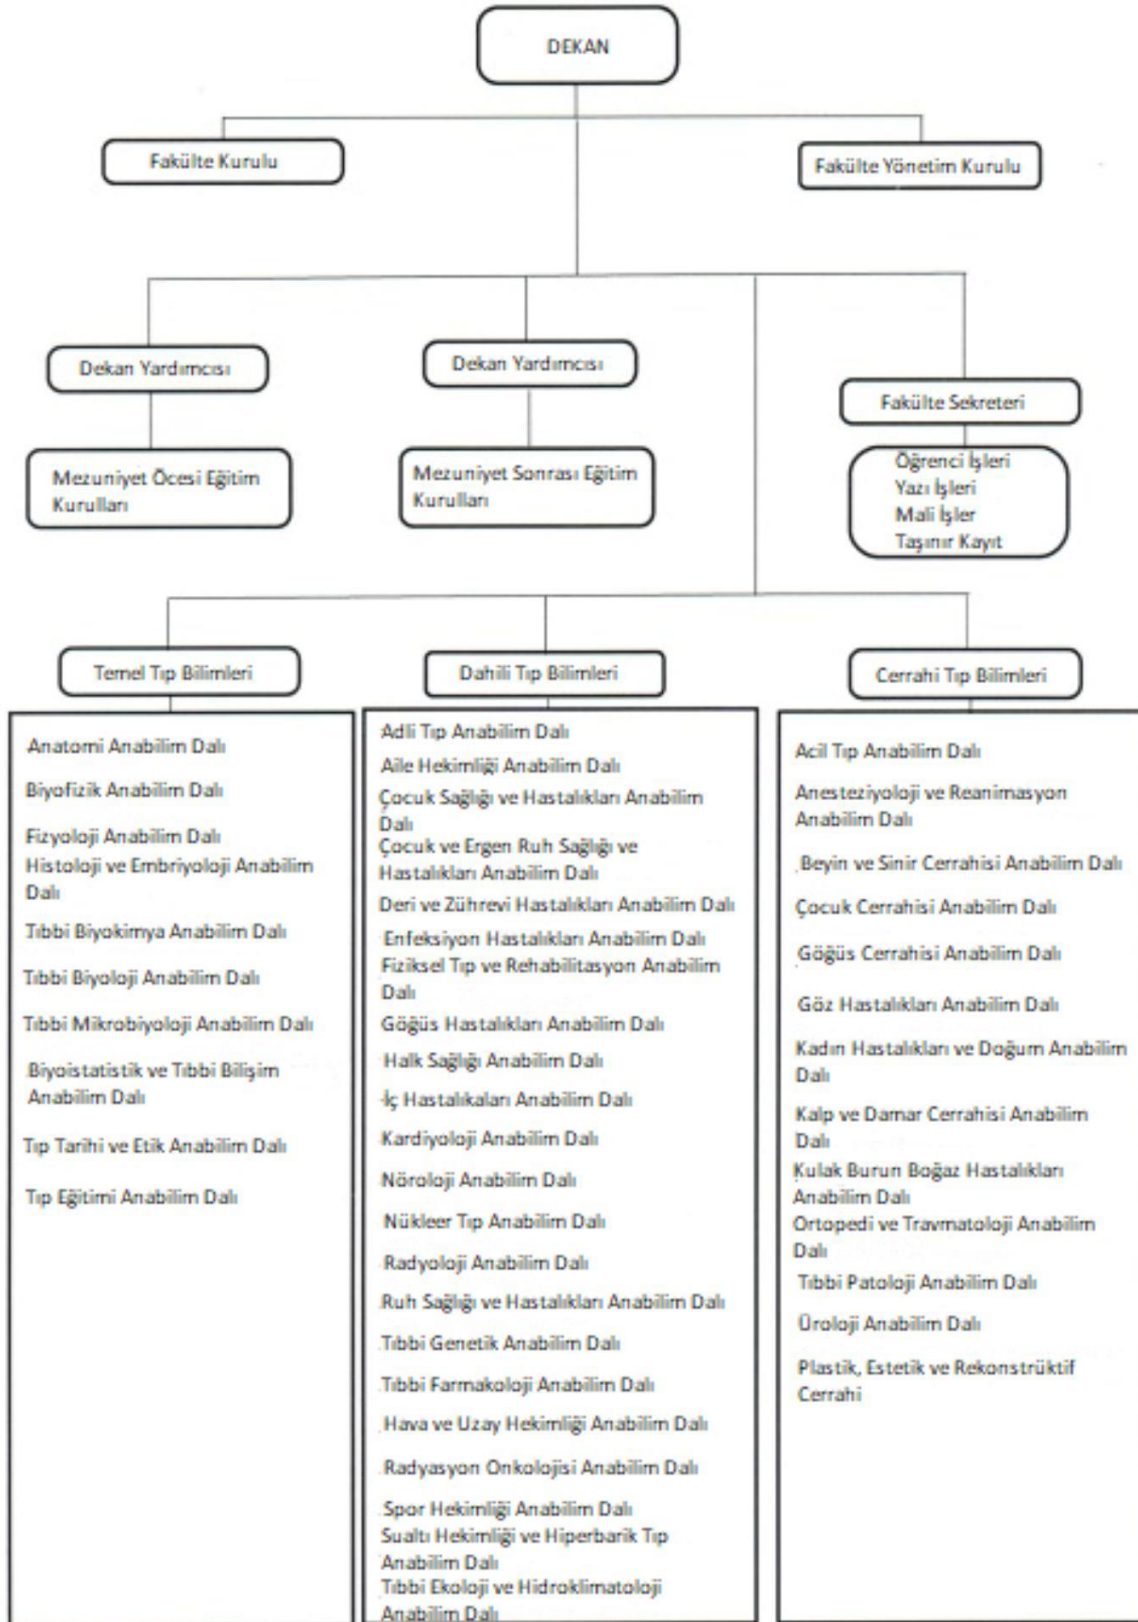 DEKAN
Fakülte Kurulu
Fakülte Yönetim Kurulu
Dekan Yardımcısı
Dekan Yardımcısı
Fakülte Sekreteri
Mezuniyet Öcesi Eğitim
Kurulları
Mezuniyet Sonrası Eğitim
Kurulları
Öğrenci İşleri
Yazı İşleri
Mali İşler
Taşınır Kayıt
Temel Tıp Bilimleri
Dahili Tıp Bilimleri
Cerrahi Tıp Bilimleri
Anatomi Anabilim Dalı
Biyofizik Anabilim Dalı
Fizyoloji Anabilim Dalı
Histoloji ve Embriyoloji Anabilim
Dalı
Tıbbi Biyokimya Anabilim Dalı
Tıbbi Biyoloji Anabilim Dalı
Tıbbi Mikrobiyoloji Anabilim Dalı
Biyoistatistik ve Tıbbi Bilişim
Anabilim Dalı
Tıp Tarihi ve Etik Anabilim Dalı
Tıp Eğitimi Anabilim Dalı
Adli Tıp Anabilim Dalı
Aile Hekimliği Anabilim Dalı
Çocuk Sağlığı ve Hastalıkları Anabilim
Dalı
Çocuk ve Ergen Ruh Sağlığı ve
Hastalıkları Anabilim Dalı
Deri ve Zührevi Hastalıkları Anabilim Dalı
Enfeksiyon Hastalıkları Anabilim Dalı
Fiziksel Tıp ve Rehabilitasyon Anabilim
Dalı
Göğüs Hastalıkları Anabilim Dalı
Halk Sağlığı Anabilim Dalı
İç Hastalıkaları Anabilim Dalı
Kardiyoloji Anabilim Dalı
Nöroloji Anabilim Dalı
Nükleer Tıp Anabilim Dalı
Radyoloji Anabilim Dalı
Ruh Sağlığı ve Hastalıkları Anabilim Dalı
Tıbbi Genetik Anabilim Dalı
Tıbbi Farmakoloji Anabilim Dalı
Hava ve Uzay Hekimliği Anabilim Dalı
Radyasyon Onkolojisi Anabilim Dalı
Spor Hekimliği Anabilim Dalı
Sualtı Hekimliği ve Hiperbarik Tıp
Anabilim Dalı
Tıbbi Ekoloji ve Hidroklimatoloji
Anabilim Dalı
Acil Tıp Anabilim Dalı
Anesteziyoloji ve Reanimasyon
Anabilim Dalı
Beyin ve Sinir Cerrahisi Anabilim Dalı
Çocuk Cerrahisi Anabilim Dalı
Göğüs Cerrahisi Anabilim Dalı
Göz Hastalıkları Anabilim Dalı
Kadın Hastalıkları ve Doğum Anabilim
Dalı
Kalp ve Damar Cerrahisi Anabilim
Dalı
Kulak Burun Boğaz Hastalıkları
Anabilim Dalı
Ortopedi ve Travmatoloji Anabilim
Dalı
Tıbbi Patoloji Anabilim Dalı
Üroloji Anabilim Dalı
Plastik, Estetik ve Rekonstrüktif
Cerrahi